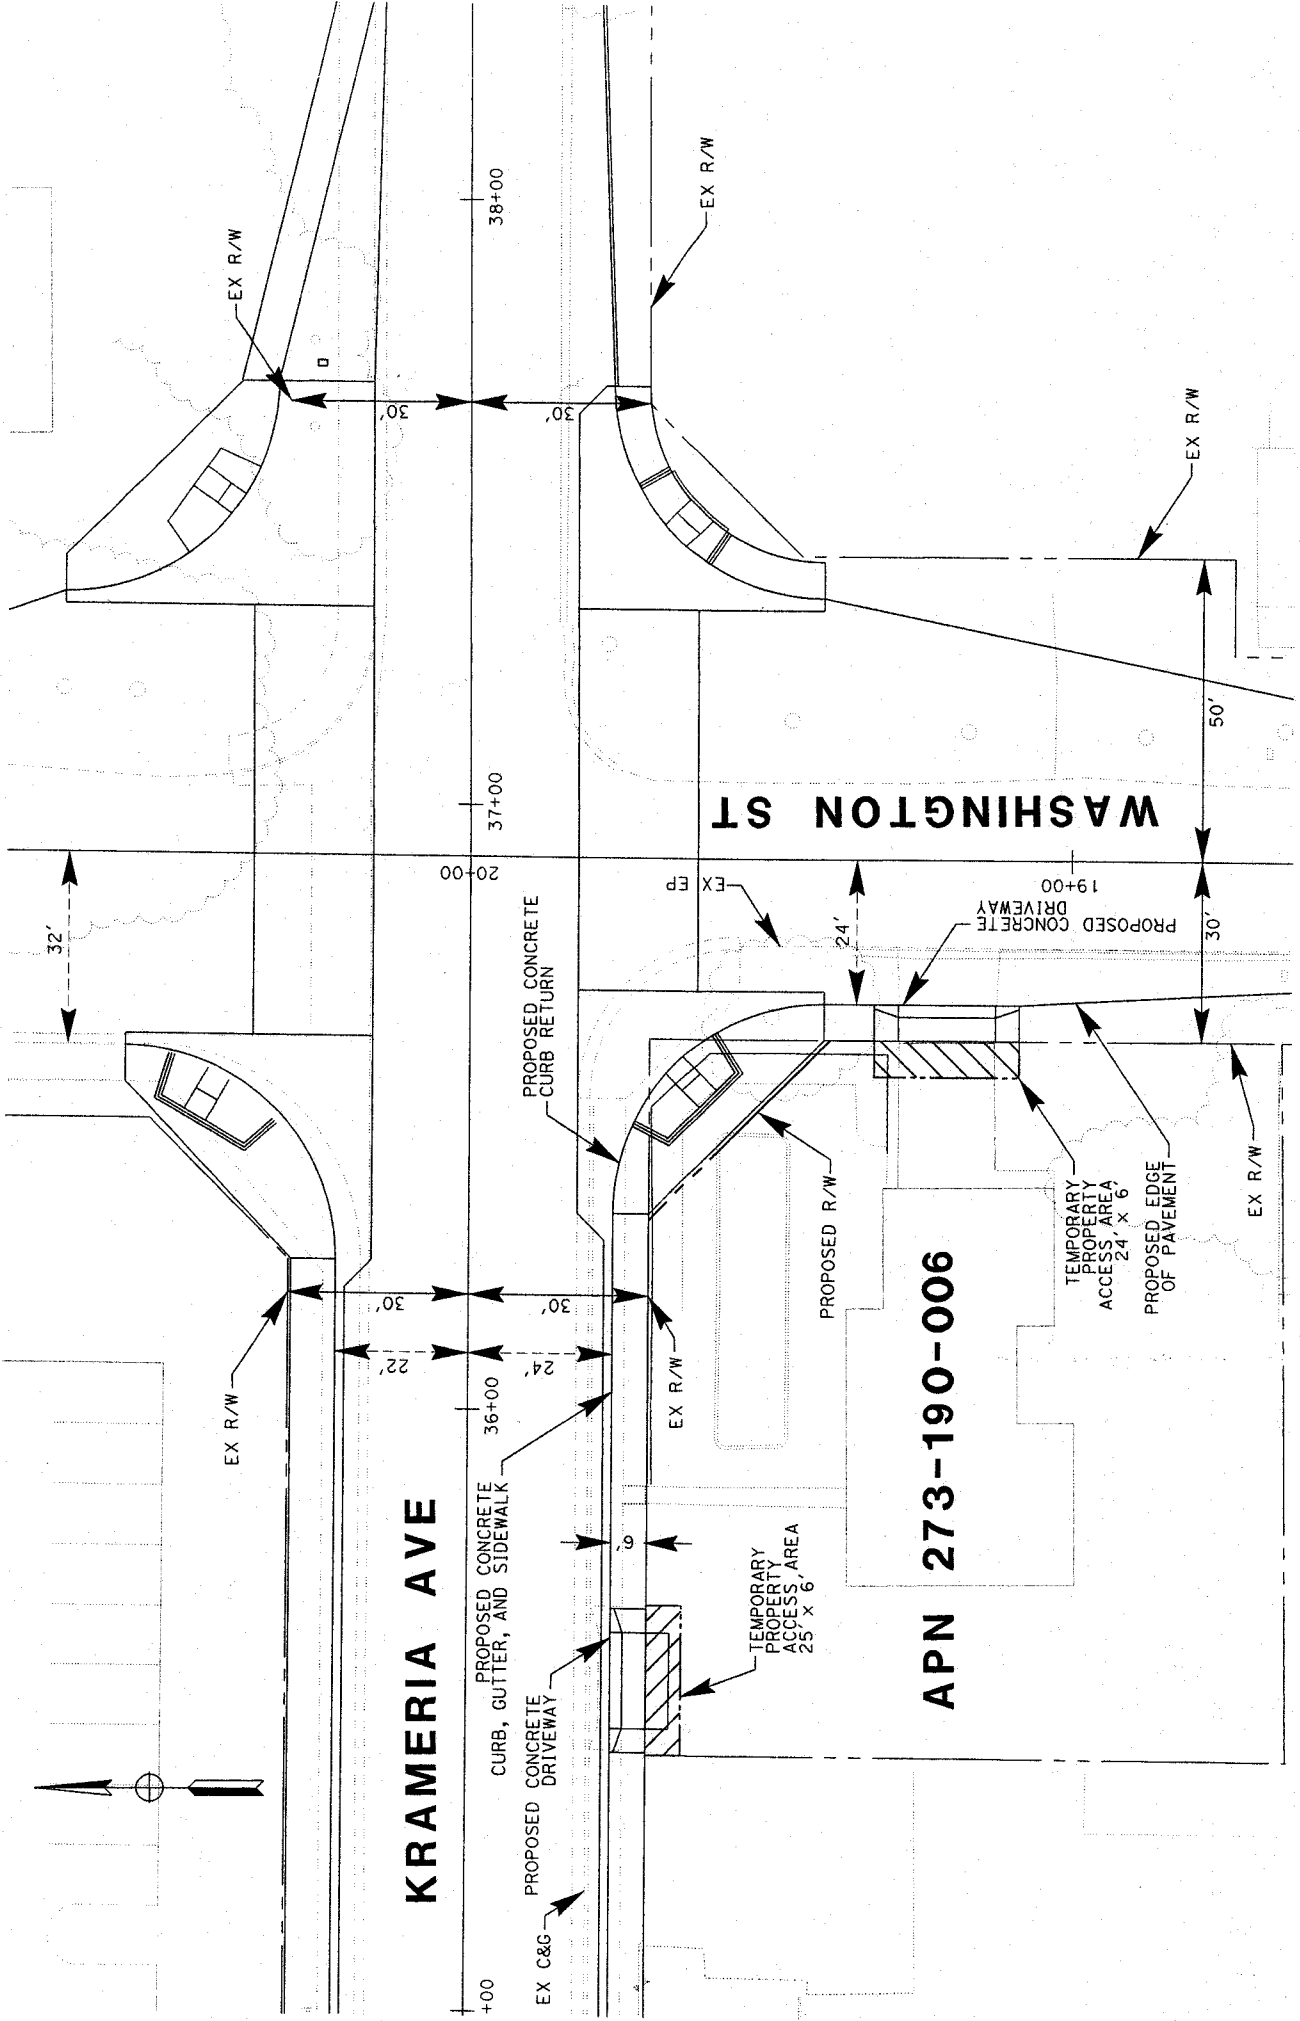 EX R/W
30'
30'
38+00
EX R/W
EX R/W
50'
37+00
WASHINGTON ST
32'
20+00
EX EP
24'
19+00
30'
PROPOSED CONCRETE
DRIVEWAY
PROPOSED CONCRETE
CURB RETURN
EX R/W
30'
30'
22'
24'
EX R/W
36+00
PROPOSED R/W
TEMPORARY
PROPERTY
ACCESS AREA
24' X 6'
PROPOSED EDGE
OF PAVEMENT
EX R/W
KRAMERIA AVE
PROPOSED CONCRETE
CURB, GUTTER, AND SIDEWALK
6'
TEMPORARY
PROPERTY
ACCESS AREA
25' X 6'
APN 273-190-006
PROPOSED CONCRETE
DRIVEWAY
EX C&G
+00